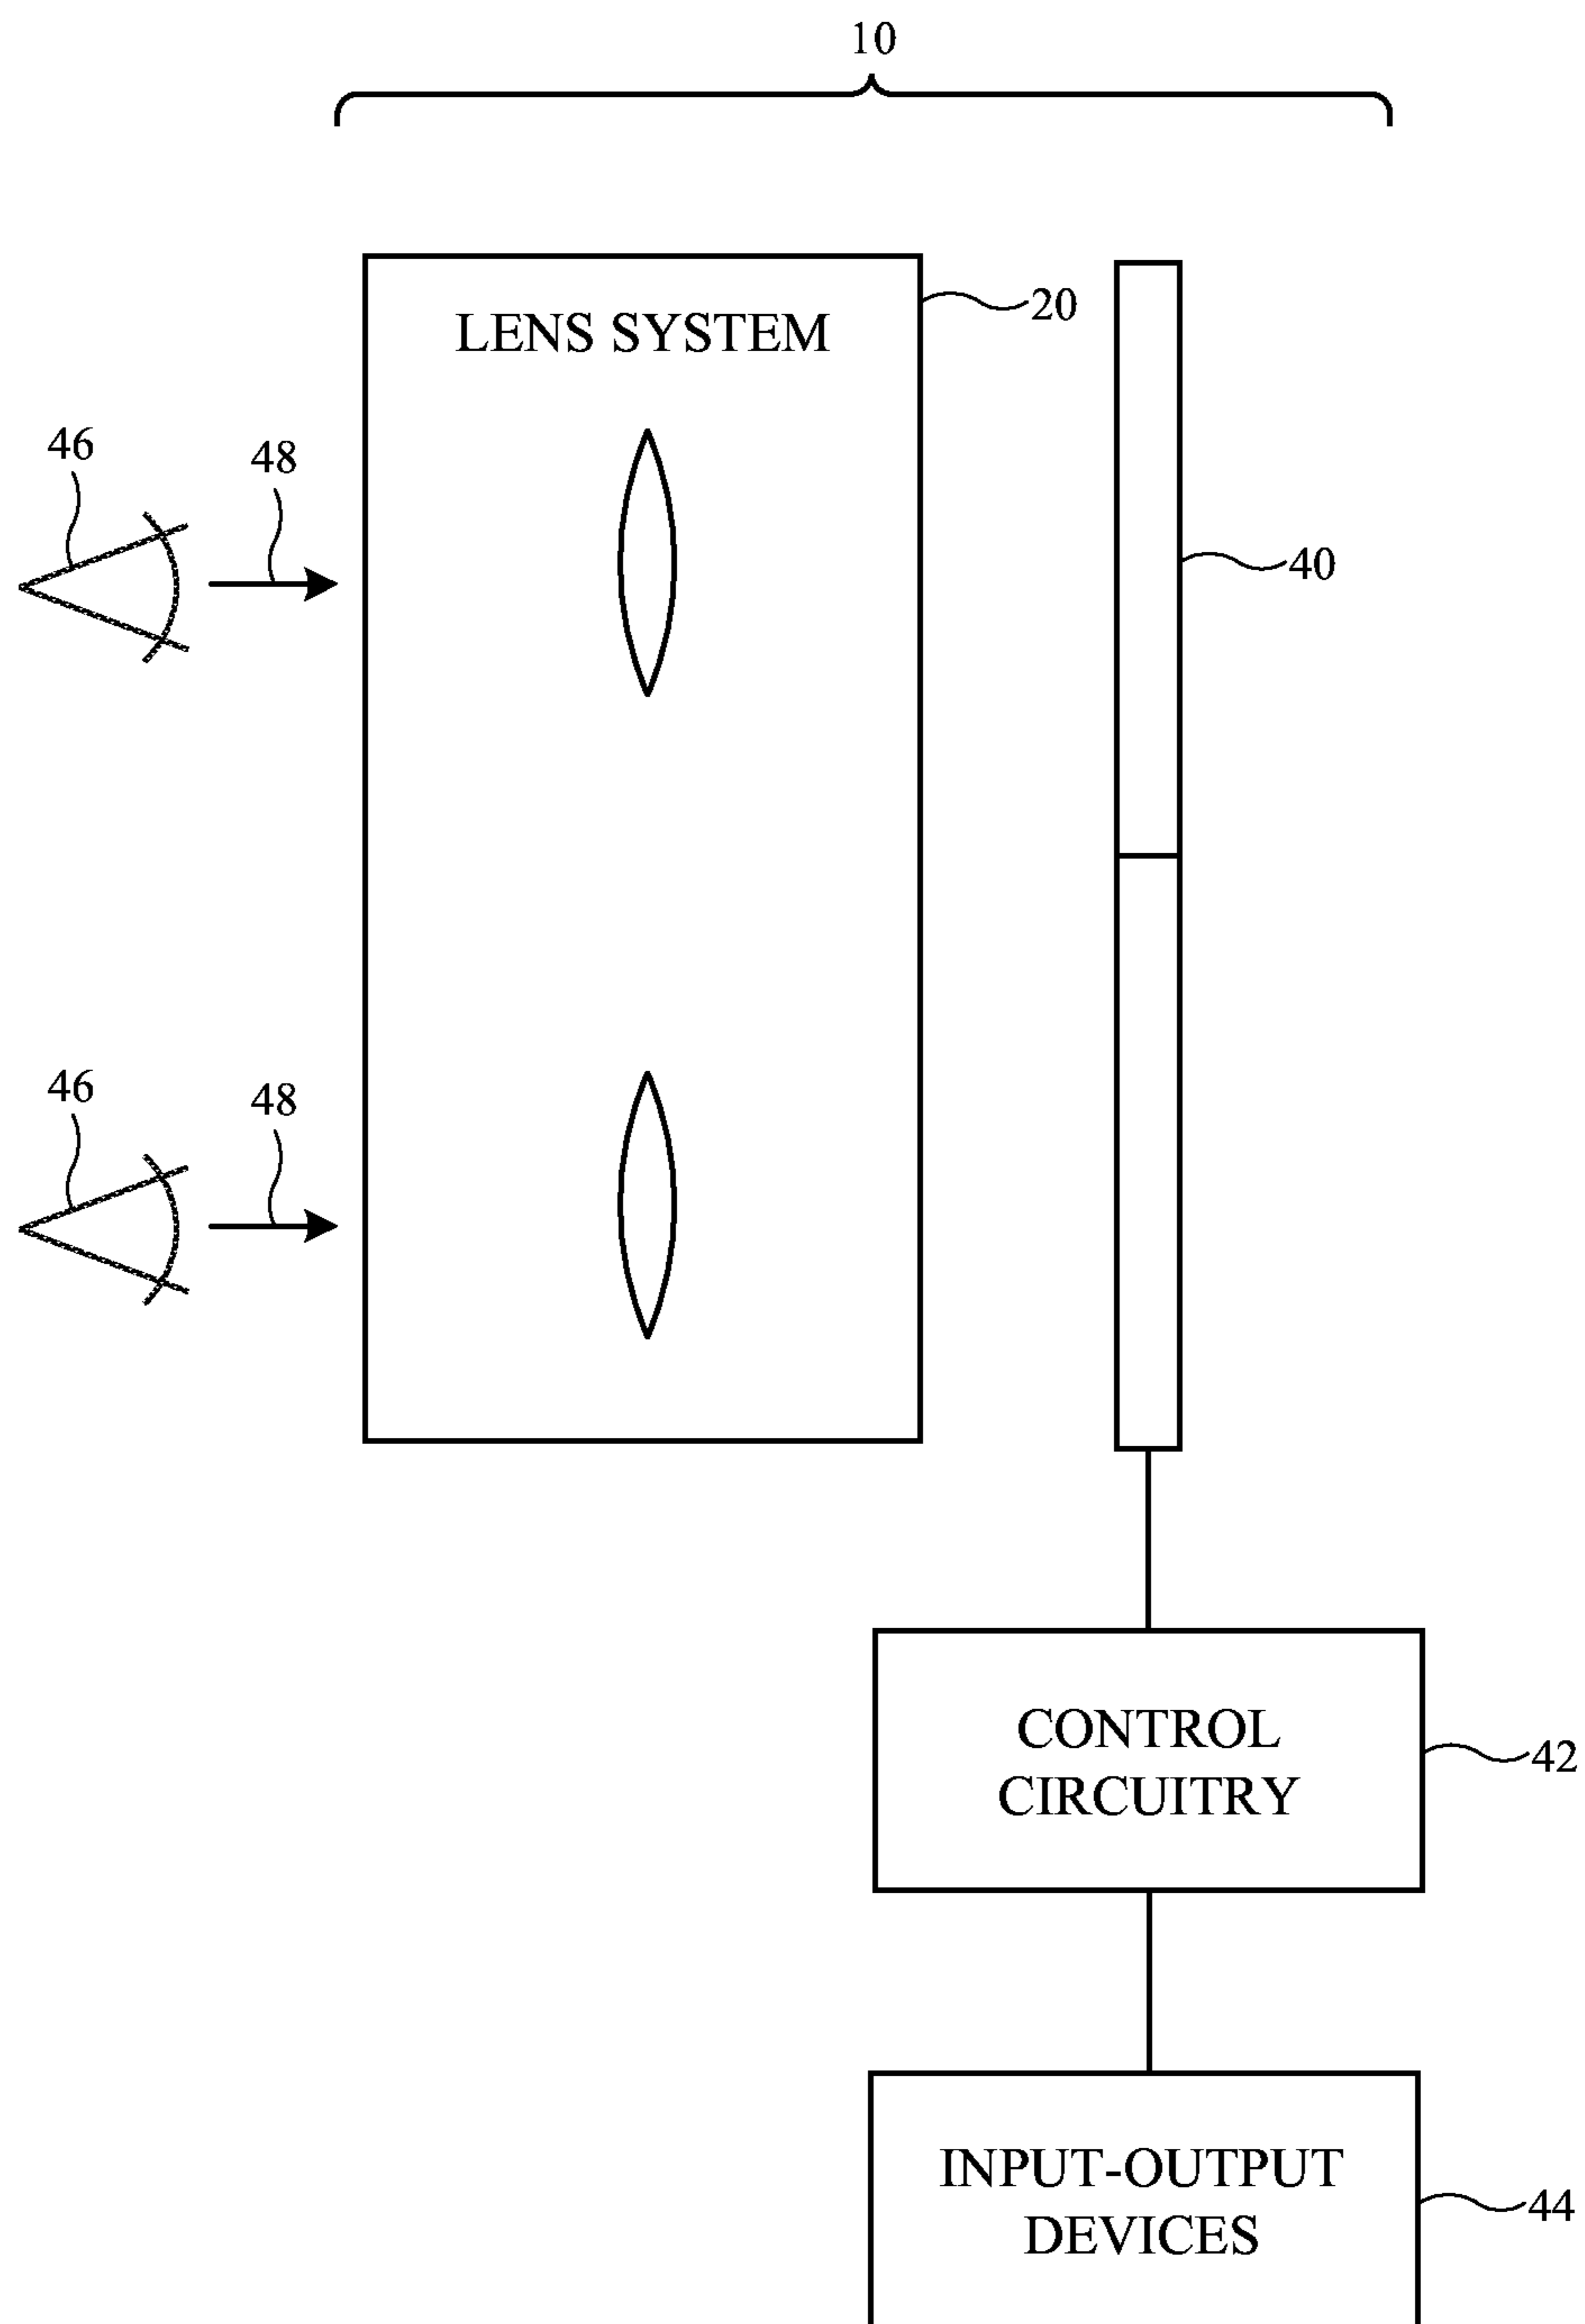 10
LENS SYSTEM
20
46
48
40
46
48
CONTROL
CIRCUITRY
42
INPUT-OUTPUT
DEVICES
44